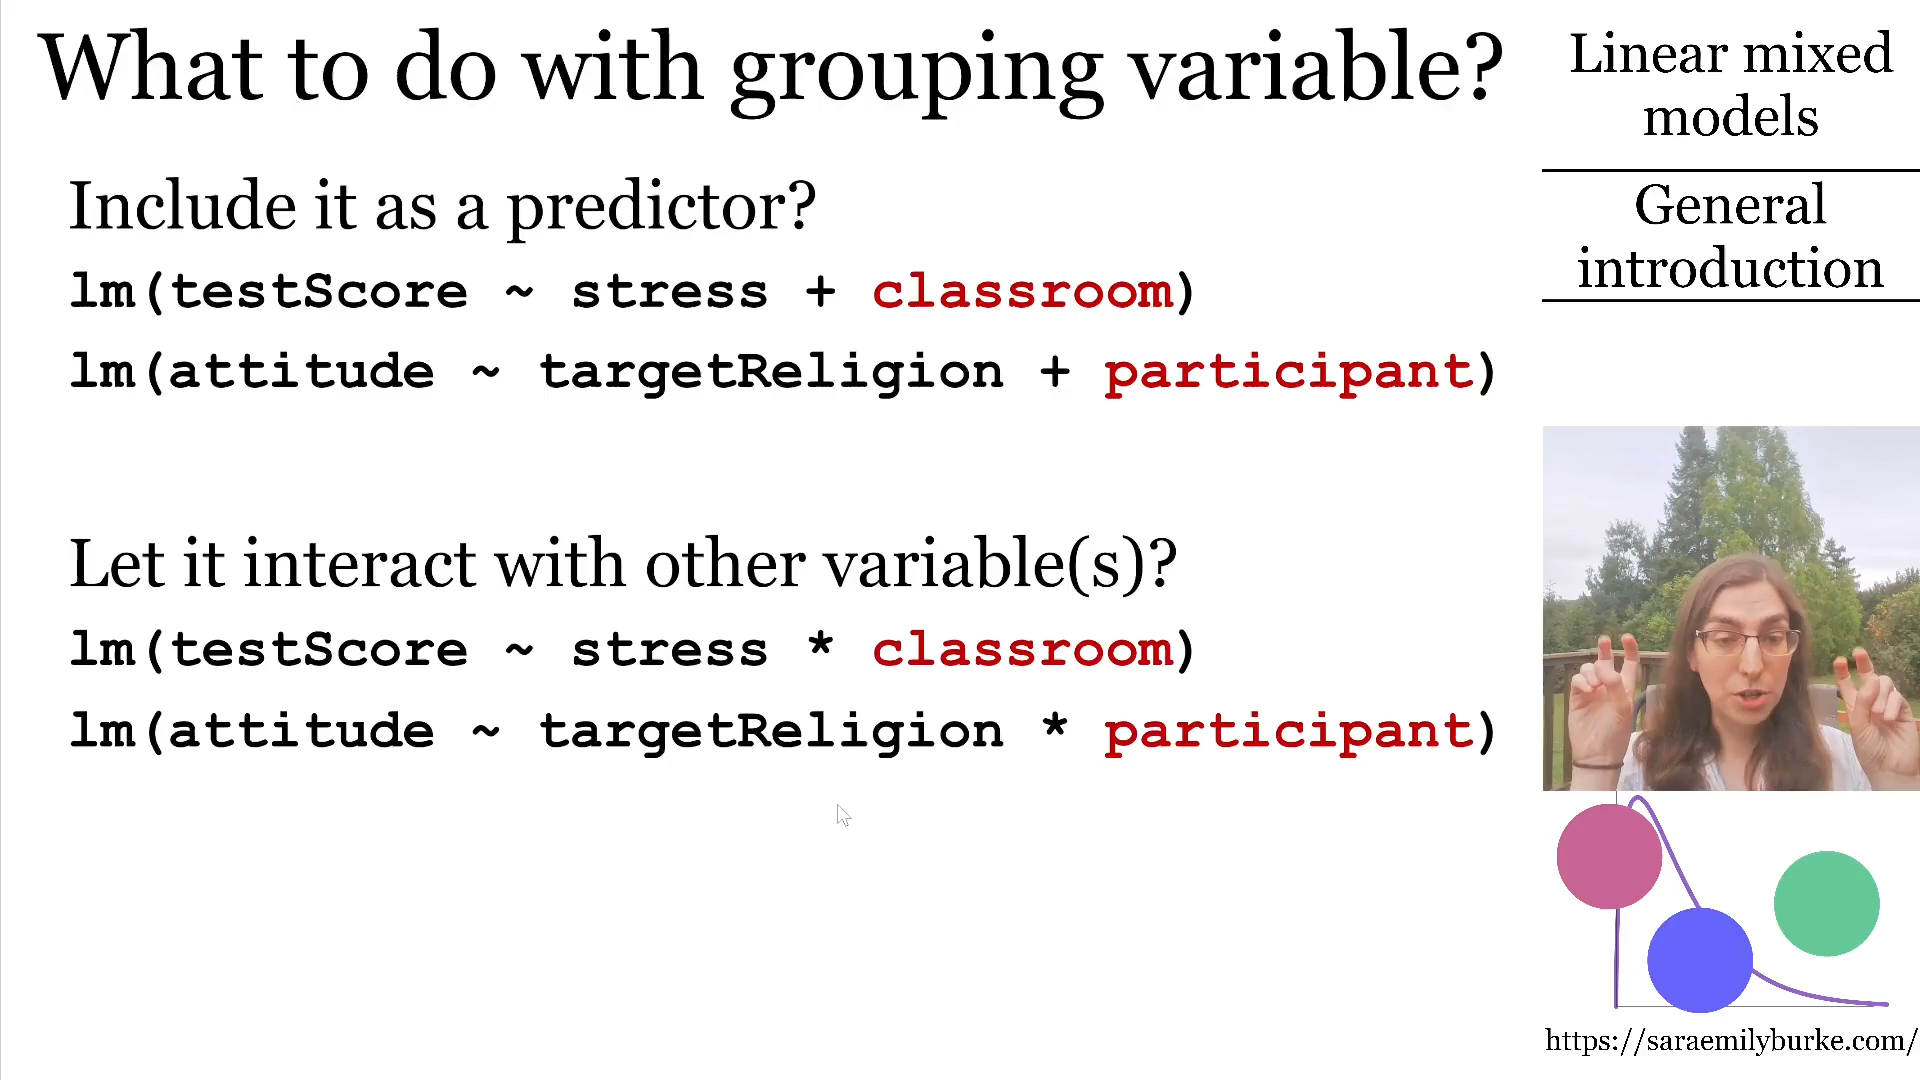 What to do with grouping variable?
Include it as a predictor?
lm(testScore ~ stress + classroom)
lm(attitude ~ targetReligion + participant)
Let it interact with other variable(s)?
lm(testScore ~ stress * classroom)
lm(attitude ~ targetReligion * participant)
Linear mixed
models
General
introduction
https://saraemilyburke.com/